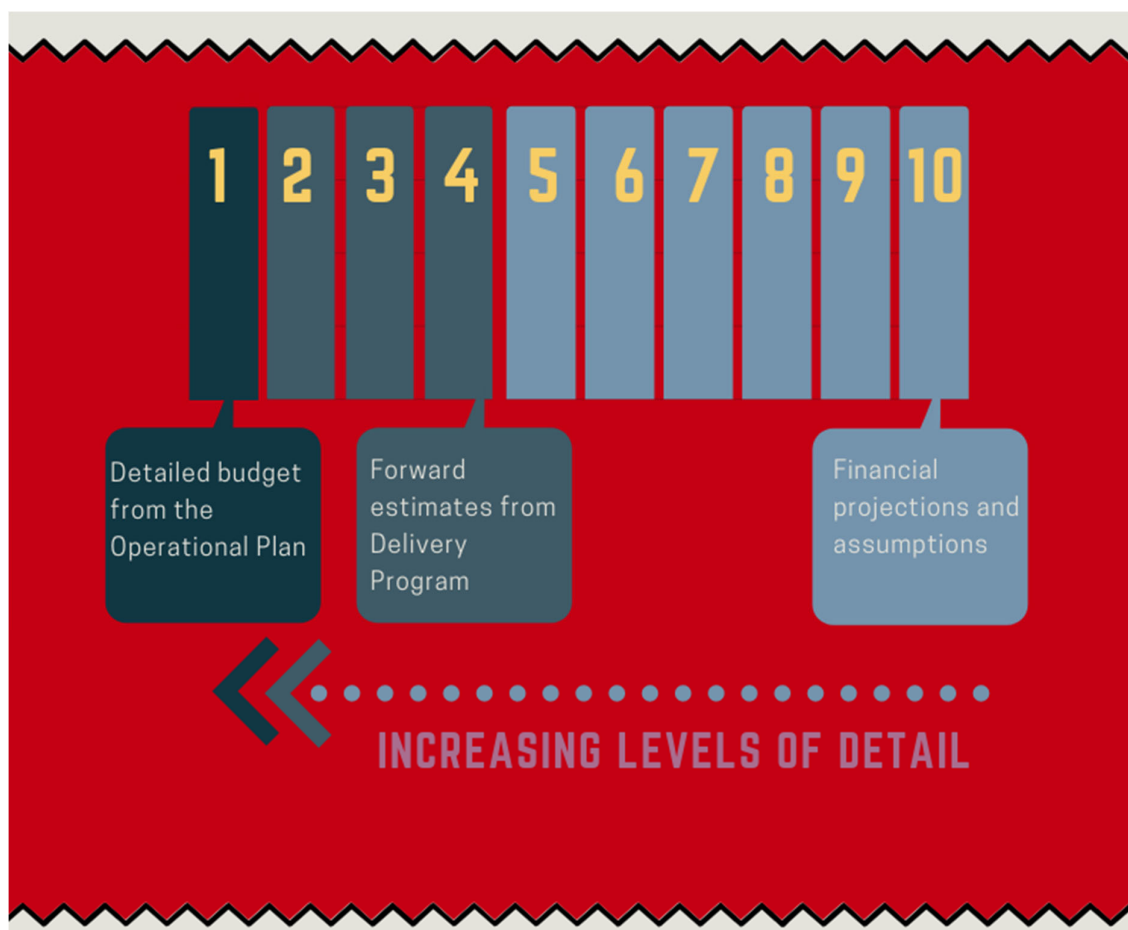 1 2 3 4 5 6 7 8 9 10
Detailed budget
from the
Operational Plan
Forward
estimates from
Delivery
Program
Financial
projections and
assumptions
INCREASING LEVELS OF DETAIL